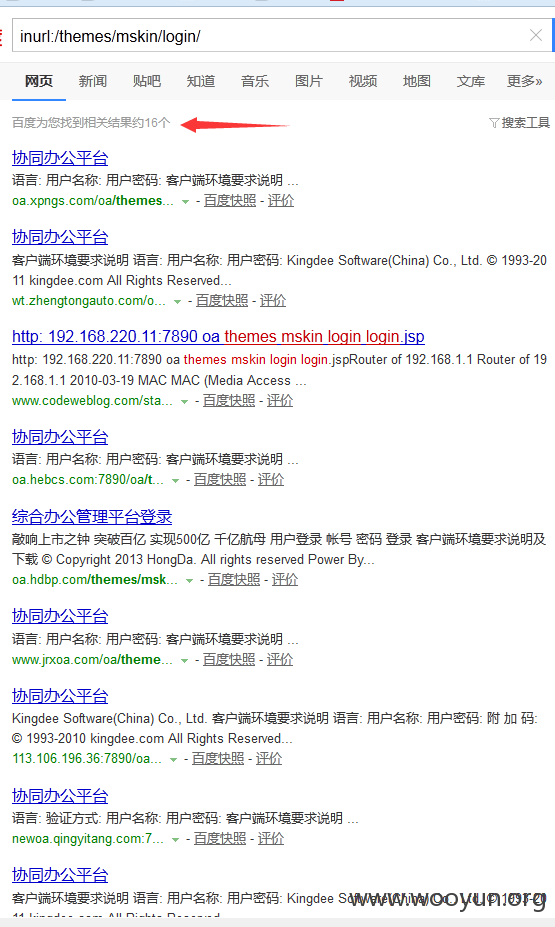 inurl:/themes/mskin/login/
网页 新闻 贴吧 知道 音乐 图片 视频 地图 文库 更多»
百度为您找到相关结果约16个 搜索工具
协同办公平台
语言: 用户名称: 用户密码: 客户端环境要求说明 ...
oa.xpngs.com/oa/themes... - 百度快照 - 评价
协同办公平台
客户端环境要求说明 语言: 用户名称: 用户密码: Kingdee Software(China) Co., Ltd. © 1993-20
11 kingdee.com All Rights Reserved...
wt.zhengtongauto.com/o... - 百度快照 - 评价
http: 192.168.220.11:7890 oa themes mskin login login.jsp
http: 192.168.220.11:7890 oa themes mskin login login.jspRouter of 192.168.1.1 Router of 19
2.168.1.1 2010-03-19 MAC MAC (Media Access ...
www.codeweblog.com/sta... - 百度快照 - 评价
协同办公平台
语言: 用户名称: 用户密码: 客户端环境要求说明 ...
oa.hebcs.com:7890/oa/t... - 百度快照 - 评价
综合办公管理平台登录
敲响上市之钟 突破百亿 实现500亿 千亿航母 用户登录 帐号 密码 登录 客户端环境要求说明及
下载 © Copyright 2013 HongDa. All rights reserved Power By...
oa.hdbp.com/themes/msk... - 百度快照 - 评价
协同办公平台
语言: 用户名称: 用户密码: 客户端环境要求说明 ...
www.jrxoa.com/oa/theme... - 百度快照 - 评价
协同办公平台
Kingdee Software(China) Co., Ltd. 客户端环境要求说明 语言: 用户名称: 用户密码: 附 加 码:
© 1993-2010 kingdee.com All Rights Reserved...
113.106.196.36:7890/oa... - 百度快照 - 评价
协同办公平台
语言: 验证方式: 用户名称: 用户密码: 客户端环境要求说明 ...
newoa.qingyitang.com:7... - 百度快照 - 评价
协同办公平台
客户端环境要求说明 语言: 用户名称: 用户密码: Kingdee Software(China) Co., Ltd. © 1993-20
11 kingdee.com All Rights Reserved
www.wooyun.org